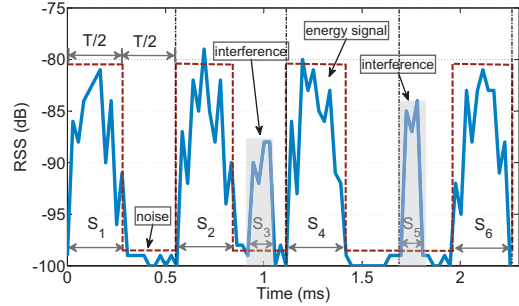 -75
T/2 T/2
energy signal
interference
interference
-80
-85
-90
-95
-100
RSS (dB)
noise
S1 S2 S3 S4 S5 S6
0 0.5 1 1.5 2
Time (ms)